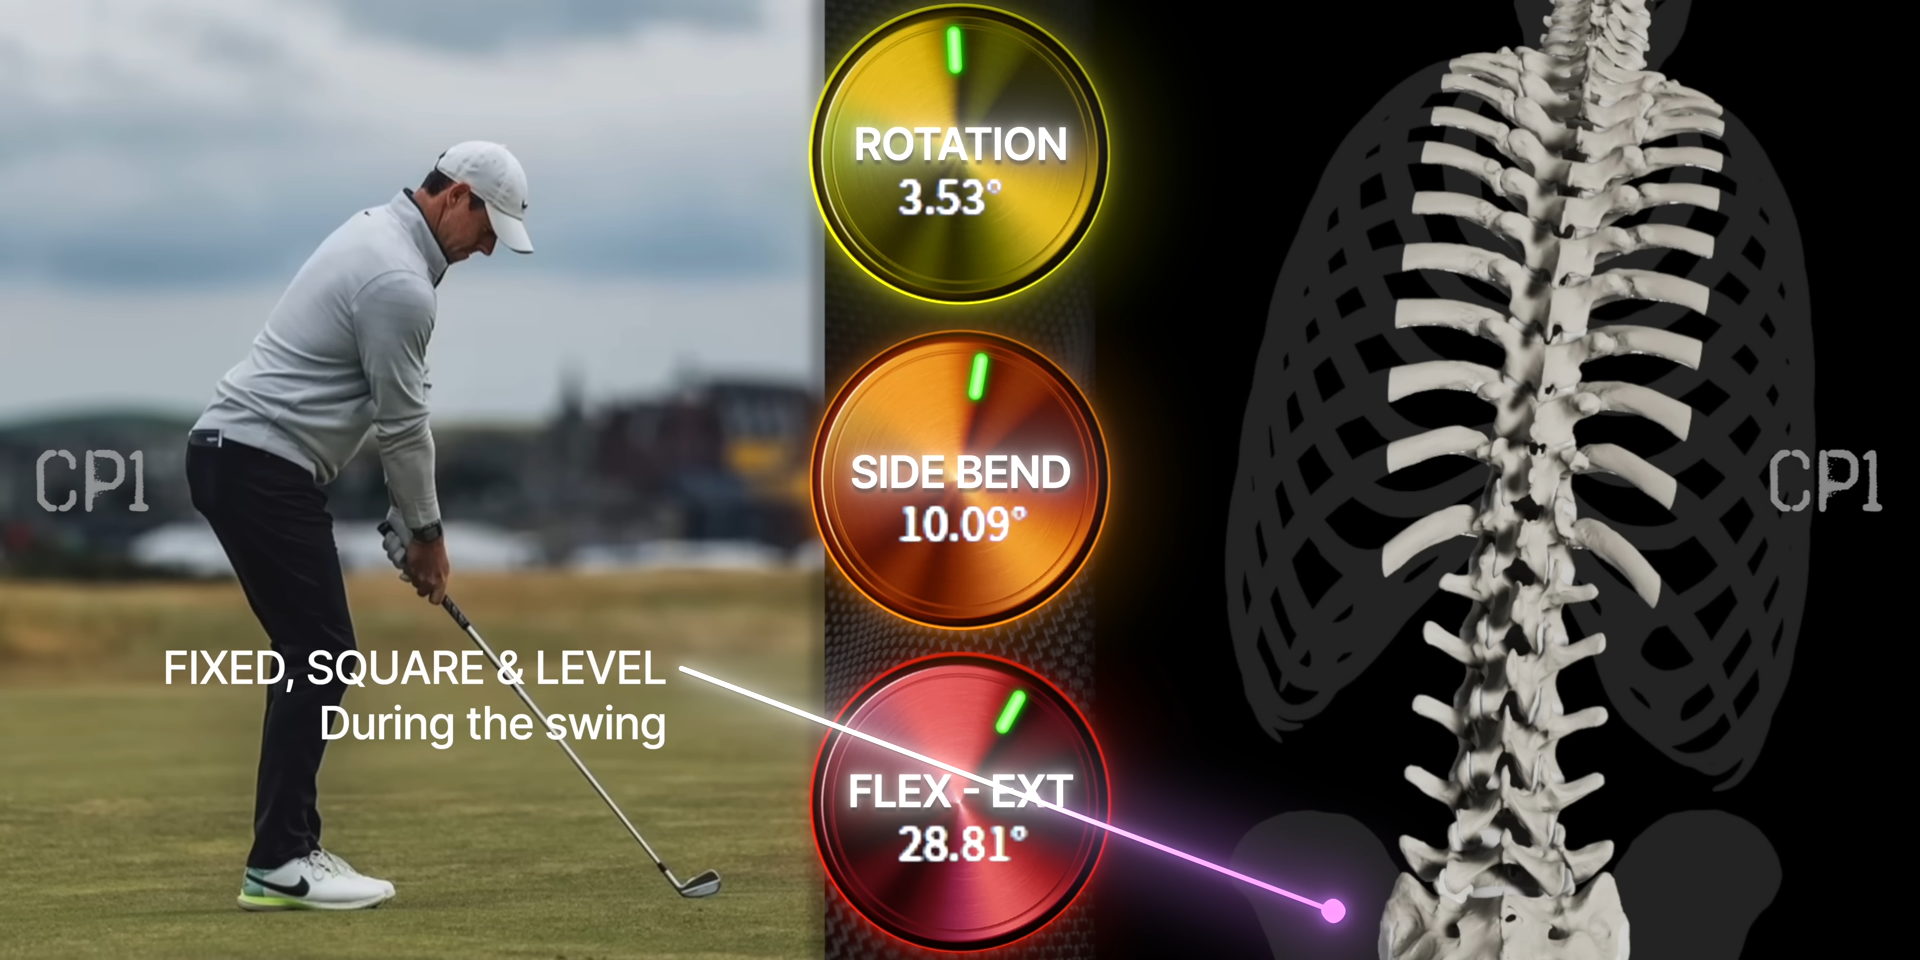 ROTATION
3.53°
SIDE BEND
10.09°
CP1
CP1
FIXED, SQUARE & LEVEL
During the swing
FLEX - EXT
28.81°